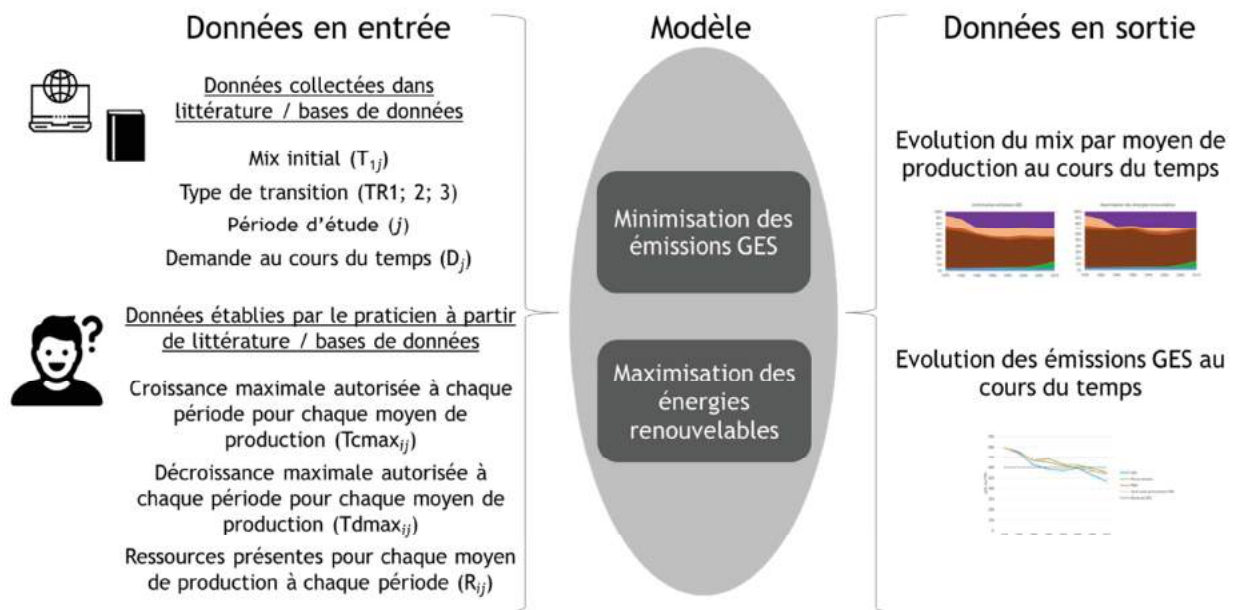 Données en entrée
Données collectées dans
littérature / bases de données
Mix initial (T1j)
Type de transition (TR1; 2; 3)
Période d'étude (j)
Demande au cours du temps (Dj)
Données établies par le praticien à partir
de littérature / bases de données
Croissance maximale autorisée à chaque
période pour chaque moyen de
production (Tcmaxij)
Décroissance maximale autorisée à
chaque période pour chaque moyen de
production (Tdmaxij)
Ressources présentes pour chaque moyen
de production à chaque période (Rij)
Modèle
Minimisation des
émissions GES
Maximisation des
énergies
renouvelables
Données en sortie
Evolution du mix par moyen de
production au cours du temps
Evolution des émissions GES au
cours du temps